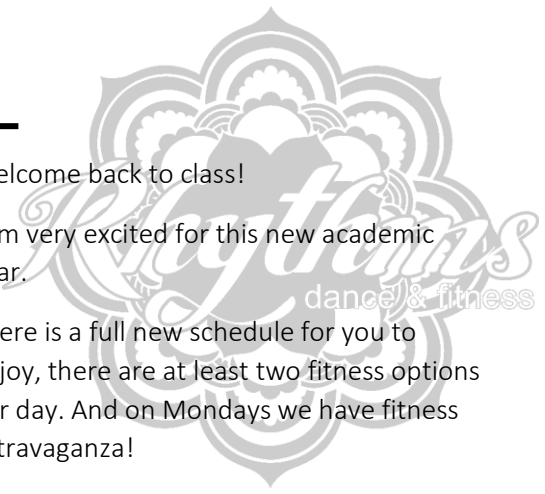 elcome back to class!
m very excited for this new academic
ar.
ere is a full new schedule for you to
joy, there are at least two fitness options
r day. And on Mondays we have fitness
travaganza!
Rhythms
dance & fitness